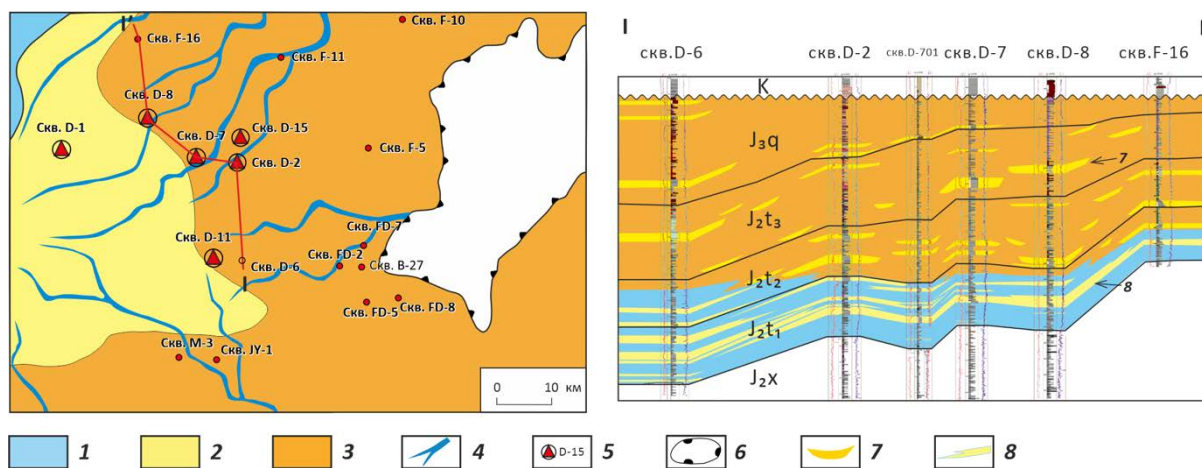 I'
Скв. F-16
Скв. F-10
Скв. F-11
Скв. D-8
Скв. D-1
Скв. D-7
Скв. D-15
Скв. D-2
Скв. F-5
Скв. D-11
Скв. FD-7
Скв. FD-2
Скв. D-6
Скв. B-27
I
Скв. FD-5
Скв. FD-8
Скв. M-3
Скв. JY-1
0 10 км
I
скв.D-6 скв.D-2 скв.D-701 скв.D-7 скв.D-8 скв.F-16
K
J₃q
7
J₂t₃
J₂t₂
8
J₂t₁
J₂x
1 2 3 4 D-15 5 6 7 8